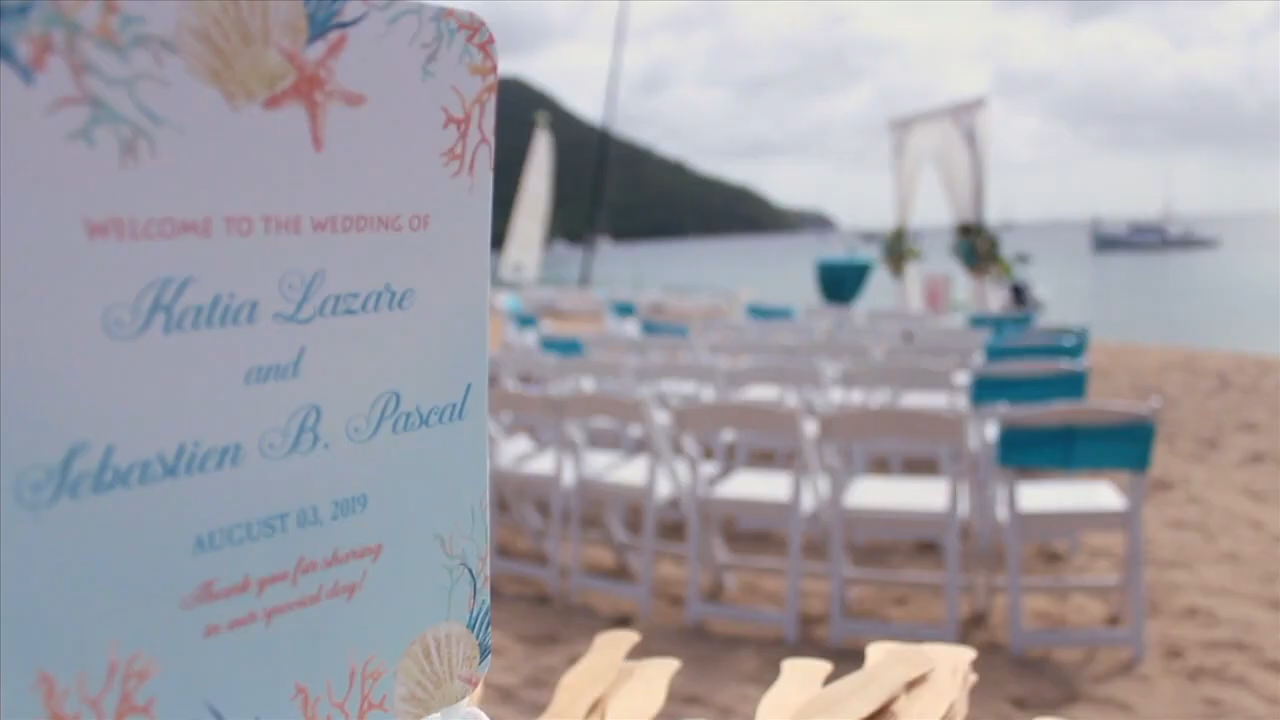 WELCOME TO THE WEDDING OF
Katia Lazare
and
Sebastien B. Pascal
AUGUST 03, 2019
Thank you for sharing
in our special day!